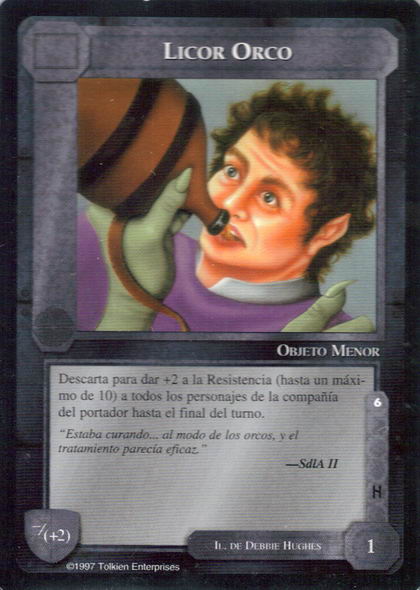 LICOR ORCO
OBJETO MENOR
Descarta para dar +2 a la Resistencia (hasta un máxi-
mo de 10) a todos los personajes de la compañía
del portador hasta el final del turno.
“Estaba curando... al modo de los orcos, y el
tratamiento parecía eficaz.”
—SdlA II
6
H
–/(+2)
IL. DE DEBBIE HUGHES
1
©1997 Tolkien Enterprises